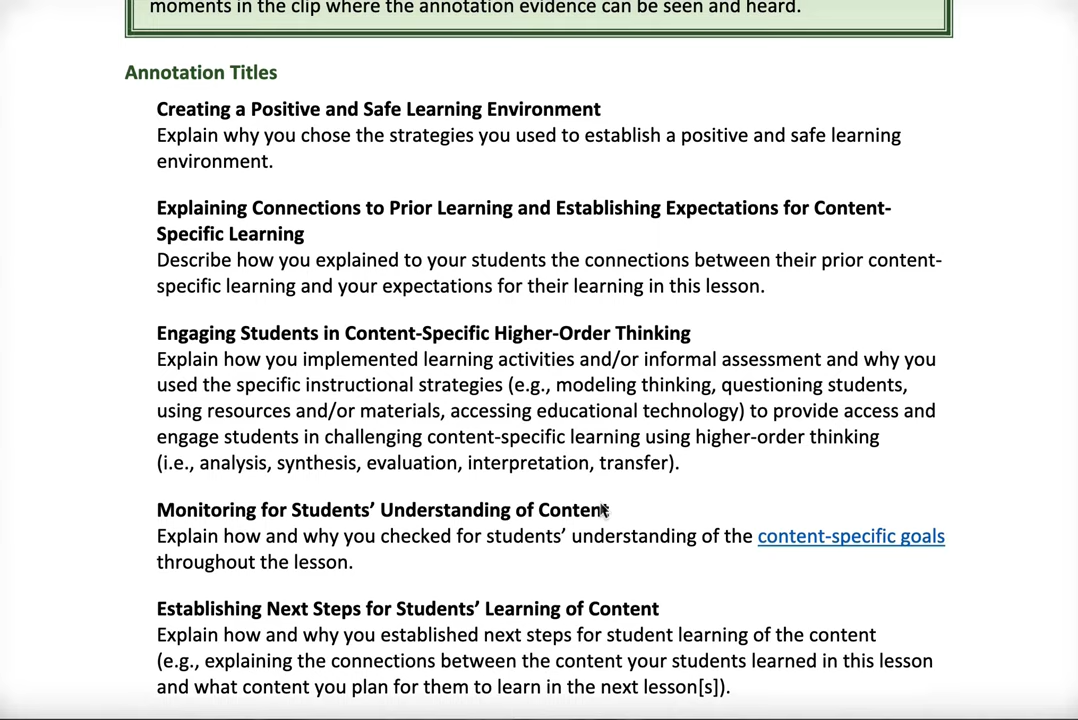 moments in the clip where the annotation evidence can be seen and heard.
Annotation Titles
Creating a Positive and Safe Learning Environment
Explain why you chose the strategies you used to establish a positive and safe learning
environment.
Explaining Connections to Prior Learning and Establishing Expectations for Content-
Specific Learning
Describe how you explained to your students the connections between their prior content-
specific learning and your expectations for their learning in this lesson.
Engaging Students in Content-Specific Higher-Order Thinking
Explain how you implemented learning activities and/or informal assessment and why you
used the specific instructional strategies (e.g., modeling thinking, questioning students,
using resources and/or materials, accessing educational technology) to provide access and
engage students in challenging content-specific learning using higher-order thinking
(i.e., analysis, synthesis, evaluation, interpretation, transfer).
Monitoring for Students’ Understanding of Content
Explain how and why you checked for students’ understanding of the content-specific goals
throughout the lesson.
Establishing Next Steps for Students’ Learning of Content
Explain how and why you established next steps for student learning of the content
(e.g., explaining the connections between the content your students learned in this lesson
and what content you plan for them to learn in the next lesson[s]).